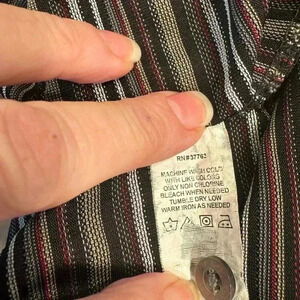 RN#37763
MACHINE WASH COLD
WITH LIKE COLORS
ONLY NON CHLORINE
BLEACH WHEN NEEDED
TUMBLE DRY LOW
WARM IRON AS NEEDED